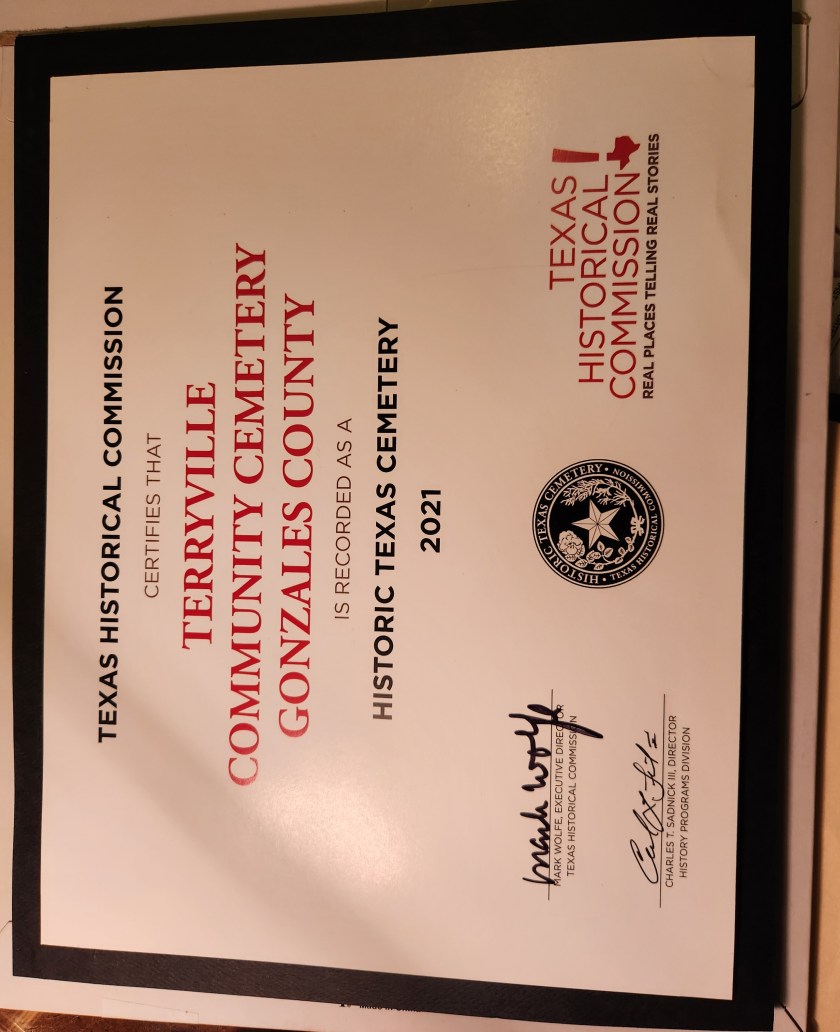 TEXAS HISTORICAL COMMISSION
CERTIFIES THAT
TERRYVILLE
COMMUNITY CEMETERY
GONZALES COUNTY
IS RECORDED AS A
HISTORIC TEXAS CEMETERY
2021
Mark Wolfe
MARK WOLFE, EXECUTIVE DIRECTOR
TEXAS HISTORICAL COMMISSION
CHARLES T. SADNICK III, DIRECTOR
HISTORY PROGRAMS DIVISION
HISTORIC TEXAS CEMETERY
TEXAS HISTORICAL COMMISSION
TEXAS
HISTORICAL
COMMISSION
REAL PLACES TELLING REAL STORIES